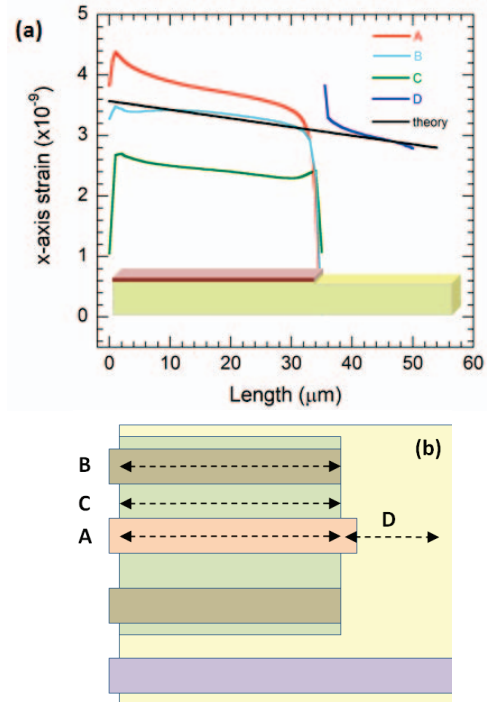 (a)
5
4
3
2
1
0
x-axis strain (x10⁻⁹)
A
B
C
D
theory
0 10 20 30 40 50 60
Length (μm)
(b)
B
C
A
D